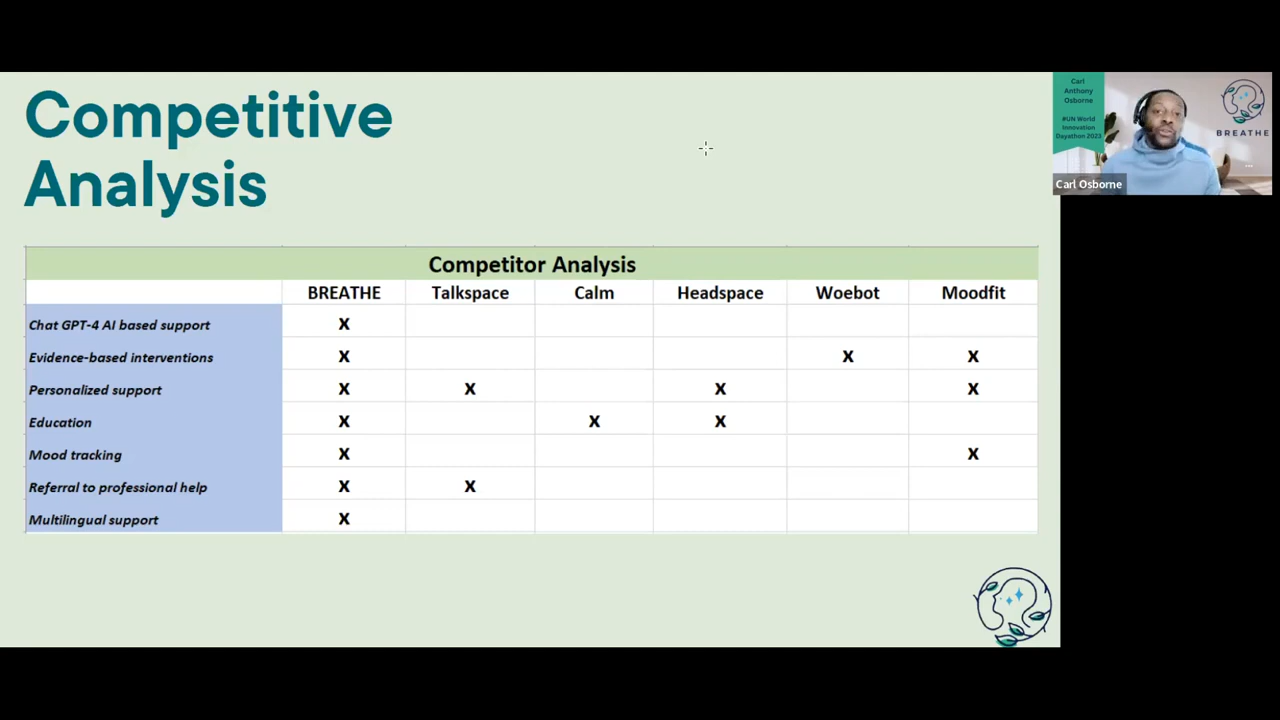 Competitive
Analysis
Competitor Analysis
BREATHE Talkspace Calm Headspace Woebot Moodfit
Chat GPT-4 AI based support X
Evidence-based interventions X X X
Personalized support X X X X
Education X X X
Mood tracking X X
Referral to professional help X X
Multilingual support X
Carl
Anthony
Osborne
#UN World
Innovation
Dayathon 2023
BREATHE
Carl Osborne